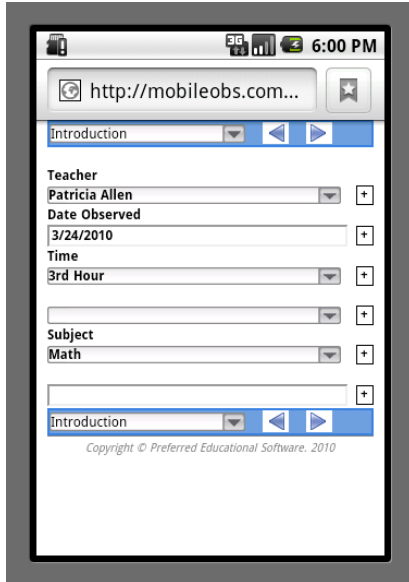 3G 6:00 PM
http://mobileobs.com...
Introduction
Teacher
Patricia Allen
+
Date Observed
3/24/2010
+
Time
3rd Hour
+
+
Subject
Math
+
+
Introduction
Copyright © Preferred Educational Software. 2010